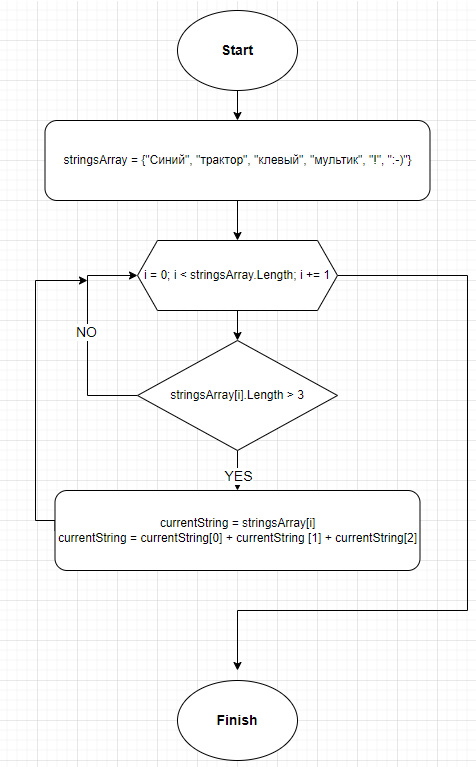 Start
stringsArray = {"Синий", "трактор", "клевый", "мультик", "!", ":-)"}
i = 0; i < stringsArray.Length; i += 1
NO
stringsArray[i].Length > 3
YES
currentString = stringsArray[i]
currentString = currentString[0] + currentString [1] + currentString[2]
Finish